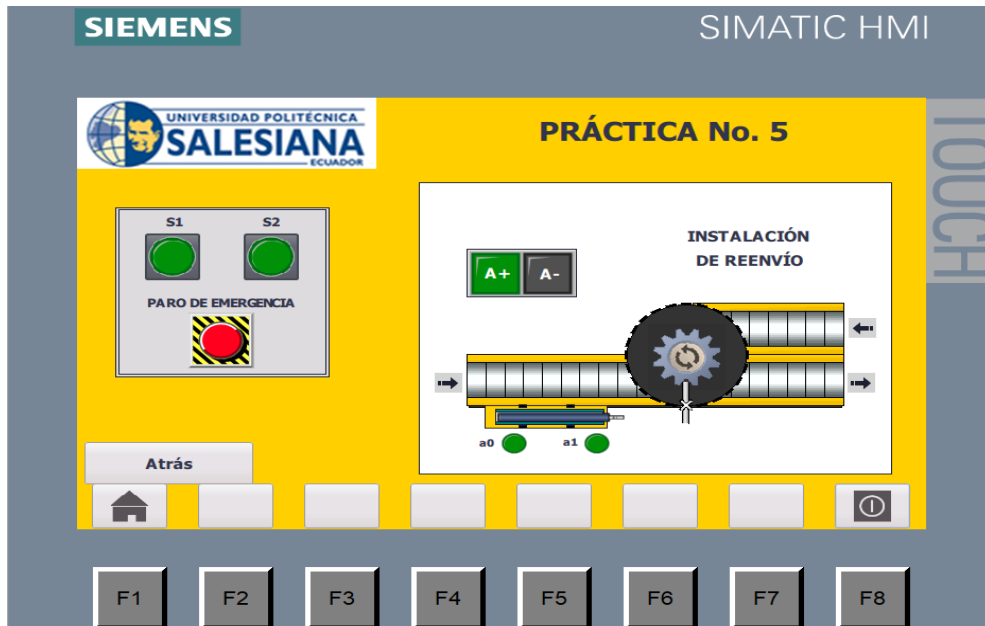 SIEMENS
SIMATIC HMI
TOUCH
UNIVERSIDAD POLITÉCNICA
SALESIANA
ECUADOR
PRÁCTICA No. 5
S1
S2
PARO DE EMERGENCIA
INSTALACIÓN
DE REENVÍO
A+
A-
a0
a1
Atrás
F1
F2
F3
F4
F5
F6
F7
F8